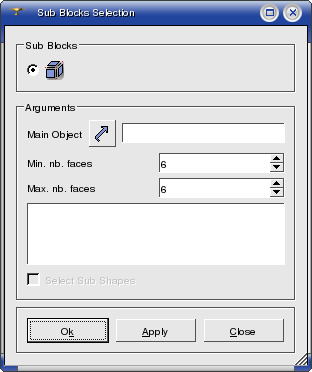 Sub Blocks Selection
Sub Blocks
Arguments
Main Object
Min. nb. faces 6
Max. nb. faces 6
Select Sub Shapes
Ok Apply Close